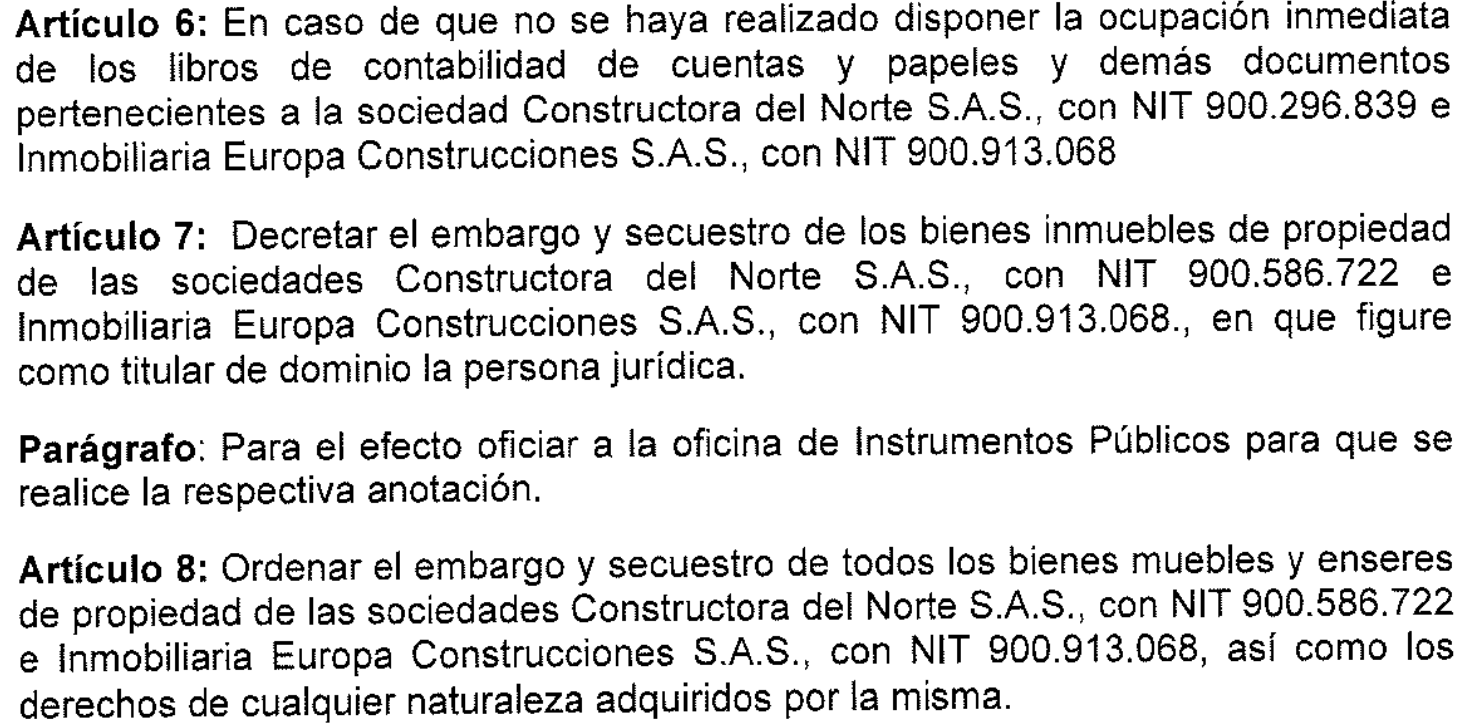 Artículo 6: En caso de que no se haya realizado disponer la ocupación inmediata
de los libros de contabilidad de cuentas y papeles y demás documentos
pertenecientes a la sociedad Constructora del Norte S.A.S., con NIT 900.296.839 e
Inmobiliaria Europa Construcciones S.A.S., con NIT 900.913.068
Artículo 7: Decretar el embargo y secuestro de los bienes inmuebles de propiedad
de las sociedades Constructora del Norte S.A.S., con NIT 900.586.722 e
Inmobiliaria Europa Construcciones S.A.S., con NIT 900.913.068., en que figure
como titular de dominio la persona jurídica.
Parágrafo: Para el efecto oficiar a la oficina de Instrumentos Públicos para que se
realice la respectiva anotación.
Artículo 8: Ordenar el embargo y secuestro de todos los bienes muebles y enseres
de propiedad de las sociedades Constructora del Norte S.A.S., con NIT 900.586.722
e Inmobiliaria Europa Construcciones S.A.S., con NIT 900.913.068, así como los
derechos de cualquier naturaleza adquiridos por la misma.